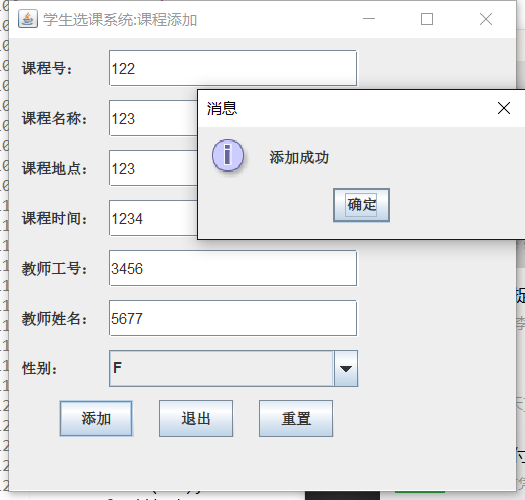 学生选课系统:课程添加
课程号: 122
消息
课程名称: 123
添加成功
课程地点: 123
确定
课程时间: 1234
教师工号: 3456
教师姓名: 5677
性别: F
添加 退出 重置